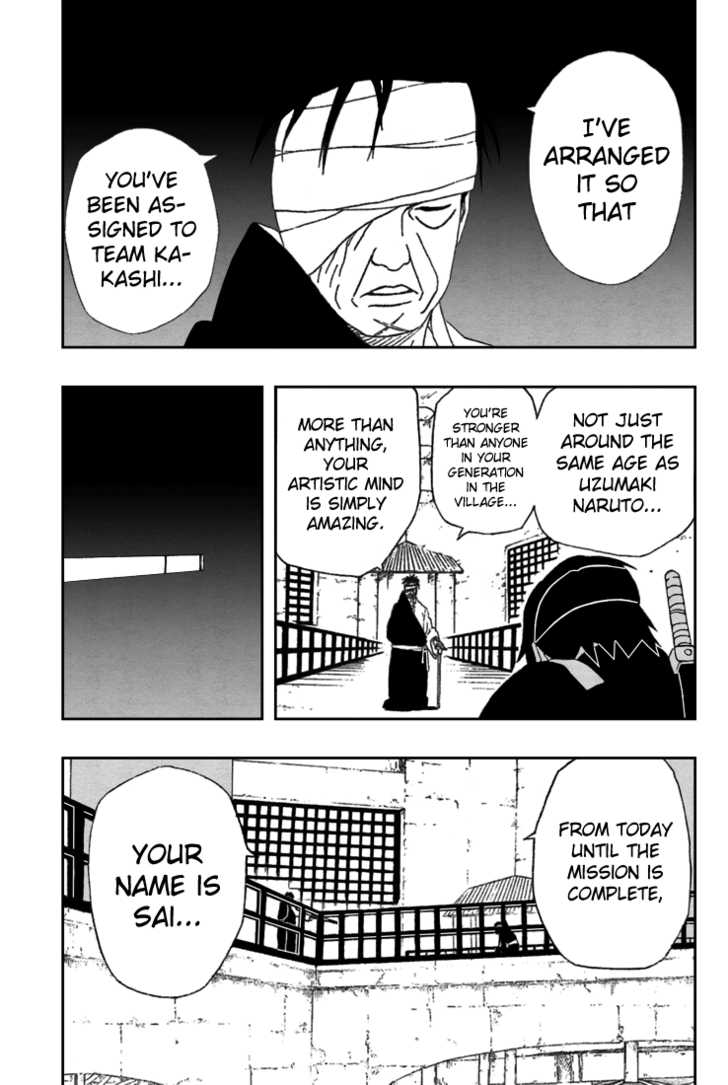 I'VE
ARRANGED
IT SO
THAT
YOU'VE
BEEN AS-
SIGNED TO
TEAM KA-
KASHI...
NOT JUST
AROUND THE
SAME AGE AS
UZUMAKI
NARUTO...
YOU'RE
STRONGER
THAN ANYONE
IN YOUR
GENERATION
IN THE
VILLAGE...
MORE THAN
ANYTHING,
YOUR
ARTISTIC MIND
IS SIMPLY
AMAZING.
FROM TODAY
UNTIL THE
MISSION IS
COMPLETE,
YOUR
NAME IS
SAI...